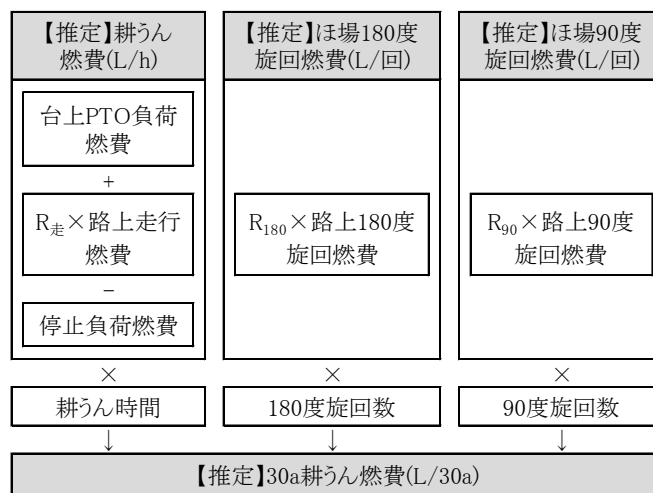 【推定】耕うん
燃費(L/h)
台上PTO負荷
燃費
+
R走×路上走行
燃費
−
停止負荷燃費
×
耕うん時間
↓
【推定】ほ場180度
旋回燃費(L/回)
R180×路上180度
旋回燃費
×
180度旋回数
↓
【推定】ほ場90度
旋回燃費(L/回)
R90×路上90度
旋回燃費
×
90度旋回数
↓
【推定】30a耕うん燃費(L/30a)